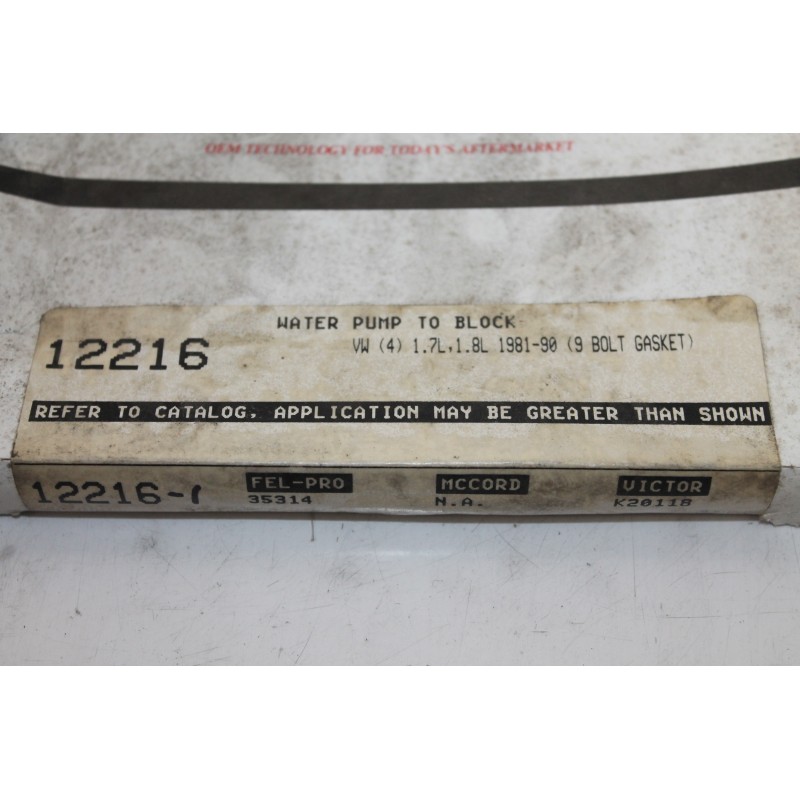 OEM TECHNOLOGY FOR TODAY'S AFTERMARKET
WATER PUMP TO BLOCK
12216
VW (4) 1.7L,1.8L 1981-90 (9 BOLT GASKET)
REFER TO CATALOG, APPLICATION MAY BE GREATER THAN SHOWN
12216-1 FEL-PRO MCCORD VICTOR
35314 N.A. K20118